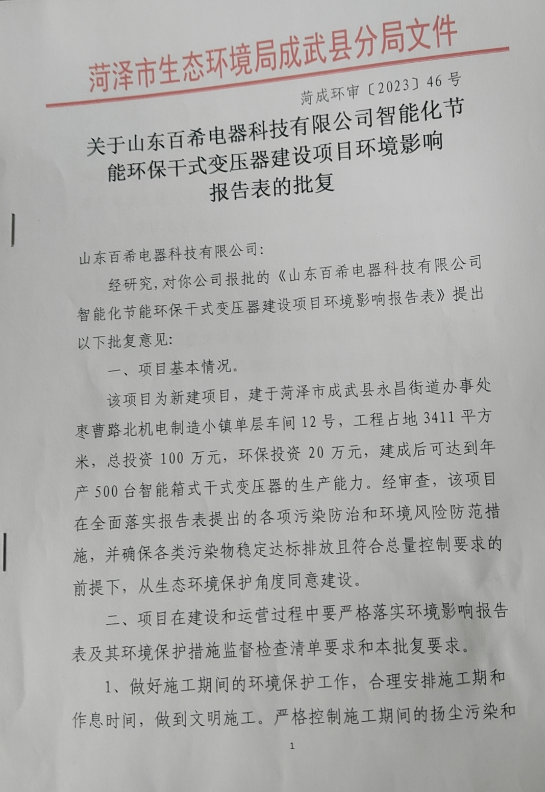 菏泽市生态环境局成武县分局文件
菏成环审〔2023〕46 号
关于山东百希电器科技有限公司智能化节
能环保干式变压器建设项目环境影响
报告表的批复
山东百希电器科技有限公司：
经研究，对你公司报批的《山东百希电器科技有限公司
智能化节能环保干式变压器建设项目环境影响报告表》提出
以下批复意见：
一、项目基本情况。
该项目为新建项目，建于菏泽市成武县永昌街道办事处
枣曹路北机电制造小镇单层车间 12 号，工程占地 3411 平方
米，总投资 100 万元，环保投资 20 万元，建成后可达到年
产 500 台智能箱式干式变压器的生产能力。经审查，该项目
在全面落实报告表提出的各项污染防治和环境风险防范措
施，并确保各类污染物稳定达标排放且符合总量控制要求的
前提下，从生态环境保护角度同意建设。
二、项目在建设和运营过程中要严格落实环境影响报告
表及其环境保护措施监督检查清单要求和本批复要求。
1、做好施工期间的环境保护工作，合理安排施工期和
作息时间，做到文明施工。严格控制施工期间的扬尘污染和
1